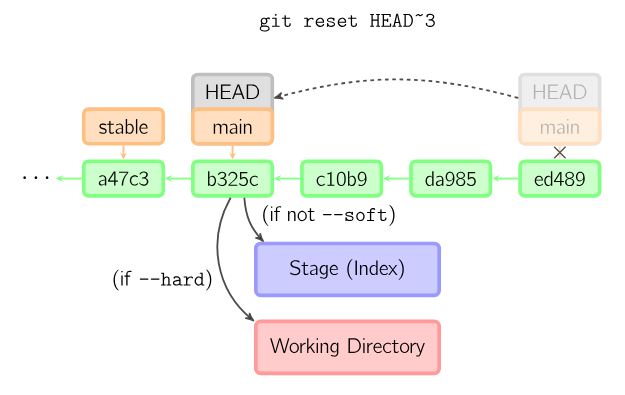 git reset HEAD~3
HEAD
HEAD
stable
main
main
... a47c3 b325c c10b9 da985 ed489
(if not --soft)
Stage (Index)
(if --hard)
Working Directory